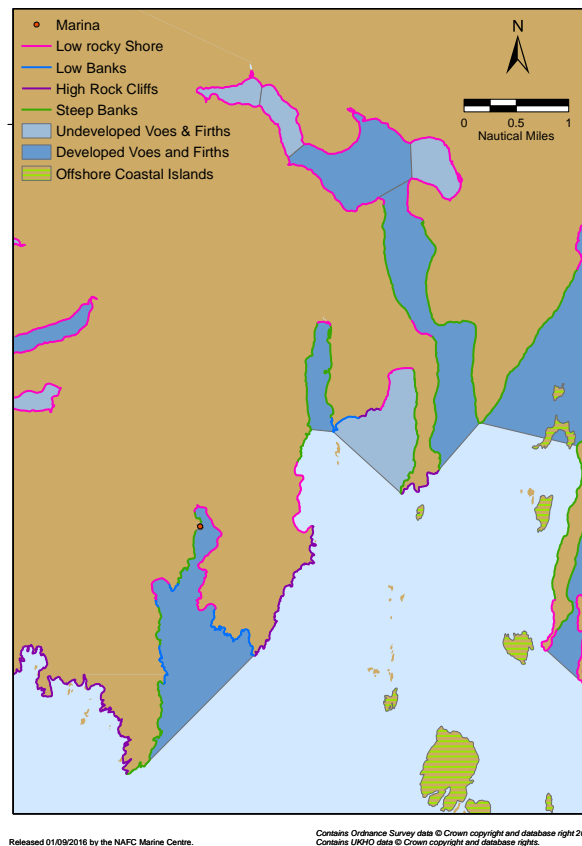 Marina
Low rocky Shore
Low Banks
High Rock Cliffs
Steep Banks
Undeveloped Voes & Firths
Developed Voes and Firths
Offshore Coastal Islands
N
0 0.5 1
Nautical Miles
Released 01/09/2016 by the NAFC Marine Centre.
Contains Ordnance Survey data © Crown copyright and database right 20
Contains UKHO data © Crown copyright and database rights.